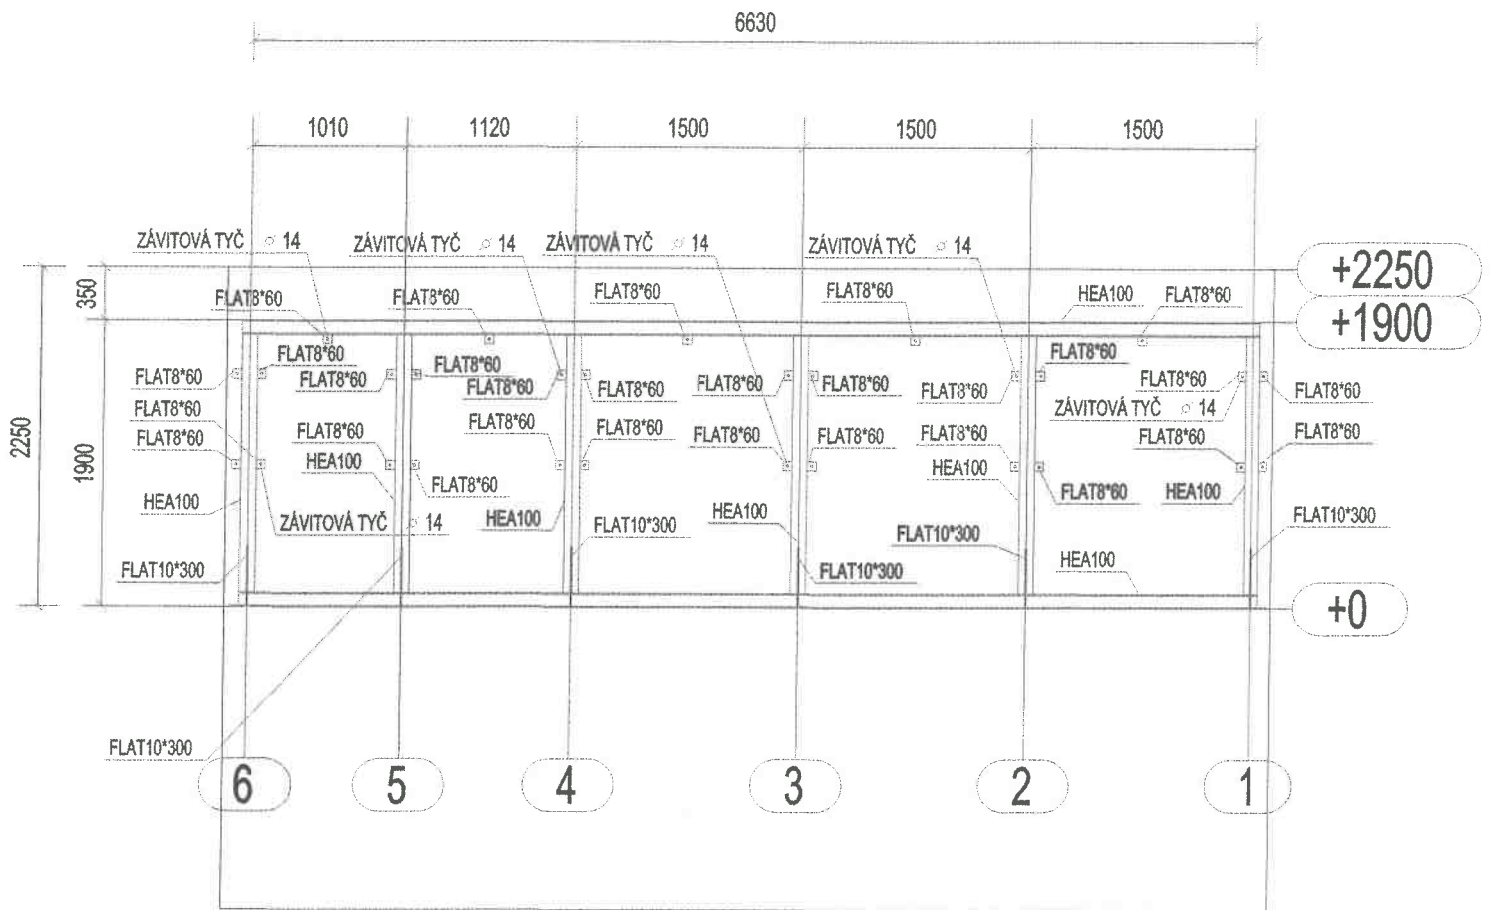 6630
1010 1120 1500 1500 1500
ZÁVITOVÁ TYČ ⌀ 14 ZÁVITOVÁ TYČ ⌀ 14 ZÁVITOVÁ TYČ ⌀ 14 ZÁVITOVÁ TYČ ⌀ 14
+2250
350
FLAT8*60 FLAT8*60 FLAT8*60 FLAT8*60 HEA100 FLAT8*60
+1900
FLAT8*60 FLAT8*60 FLAT8*60
FLAT8*60 FLAT8*60 FLAT8*60 FLAT8*60 FLAT8*60 FLAT8*60 FLAT8*60 FLAT8*60 FLAT8*60
FLAT8*60 ZÁVITOVÁ TYČ ⌀ 14
FLAT8*60 FLAT8*60 FLAT8*60 FLAT8*60 FLAT8*60 FLAT8*60 FLAT8*60 FLAT8*60 FLAT8*60
2250
1900
HEA100 HEA100
FLAT8*60 FLAT8*60 HEA100
HEA100 HEA100 HEA100
ZÁVITOVÁ TYČ ⌀ 14 FLAT10*300 FLAT10*300 FLAT10*300
FLAT10*300 FLAT10*300 HEA100
+0
FLAT10*300
6 5 4 3 2 1